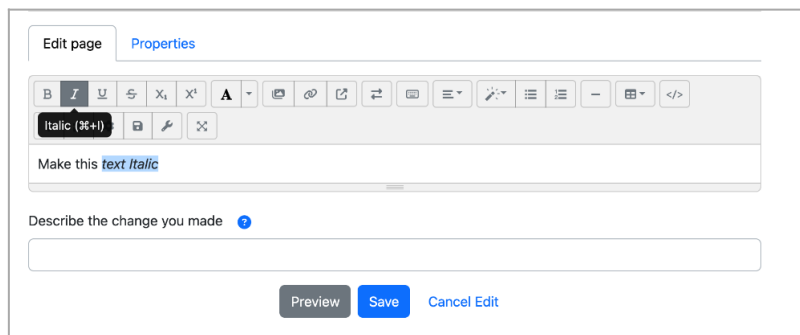 Edit page Properties
B I U S X₁ X¹ A </>
Italic (⌘+I)
Make this text Italic
Describe the change you made ?
Preview Save Cancel Edit